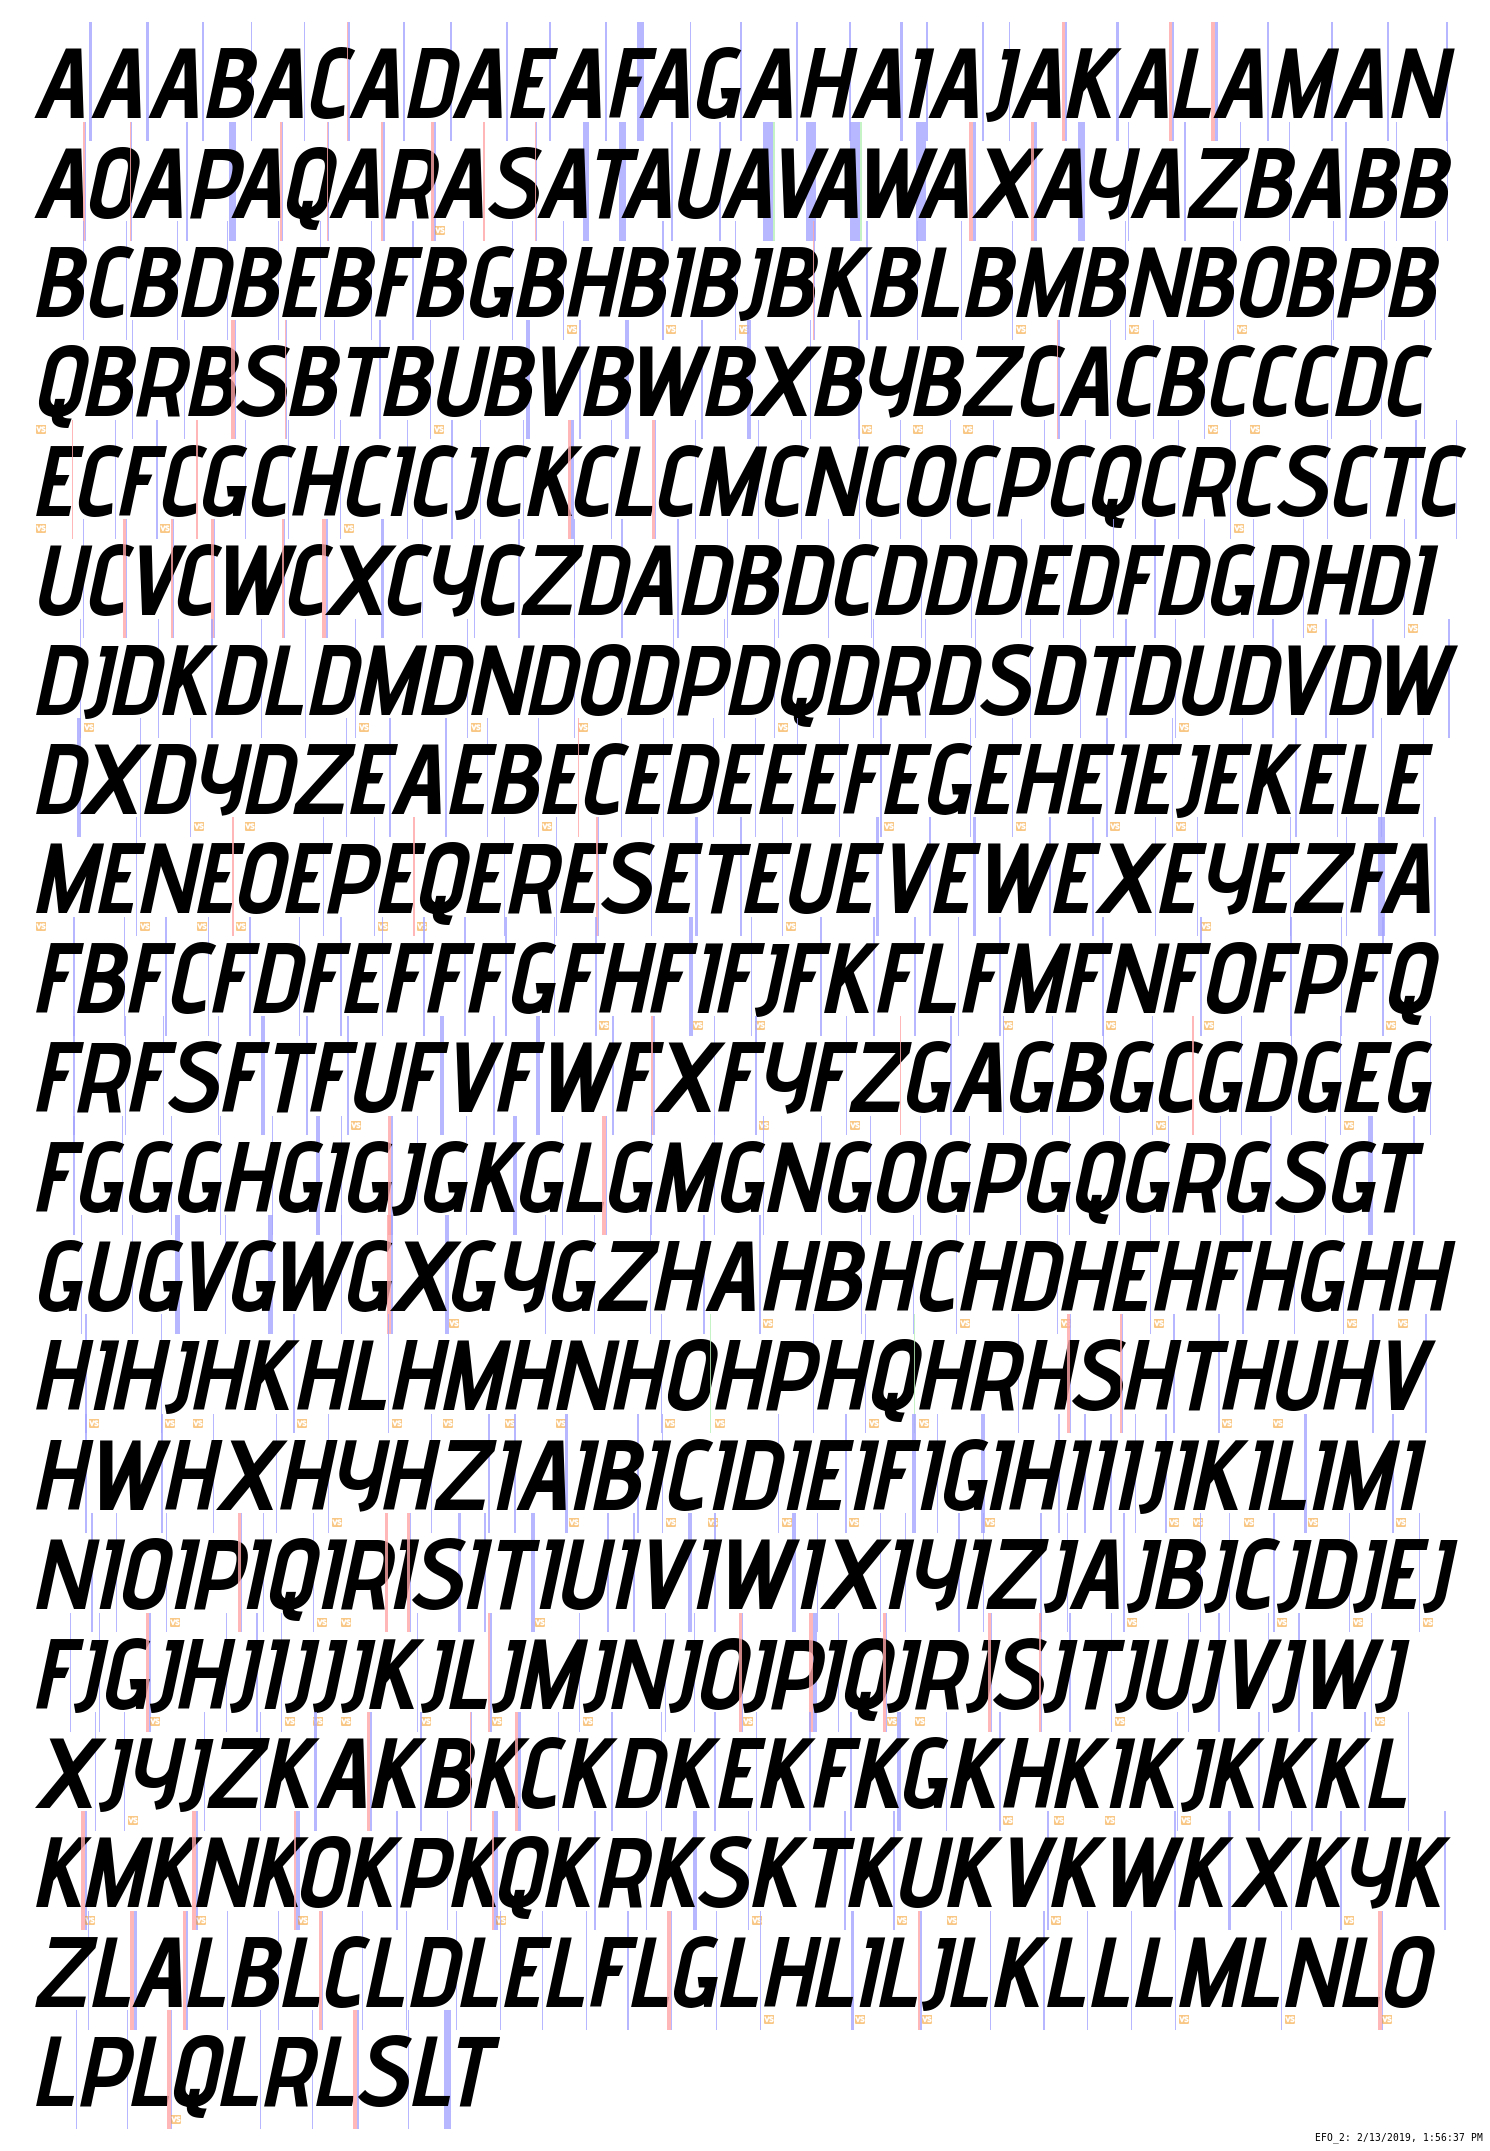 AAABACADAEAFAGAHAIAJAKALAMAN
AOAPAQARASATAUAVAWAXAYAZBABB
BCBDBEBFBGBHBIBJBKBLBMBNBOBPB
QBRBSBTBUBVBWBXBYBZCACBCCCDC
ECFCGCHCICJCKCLCMCNCOCPCQCRCSCTC
UCVCWCXCYCZDADBDCDDDEDFDGDHDI
DJDKDLDMDNDODPDQDRDSDTDUDVDW
DXDYDZEAEBECEDEEEFEGEHEIEJEKELE
MENEOEPEQERESETEUEVEWEXEYEZFA
FBFCFDFEFFFGFHFIFJFKFLFMFNFOFPFQ
FRFSFTFUFVFWFXFYFZGAGBGCGDGEG
FGGGHGIGJGKGLGMGNGOGPGQGRGSGT
GUGVGWGXGYGZHAHBHCHDHEHFHGHH
HIHJHKHLHMHNHOHPHQHRHSHTHUHV
HWHXHYHZIAIBICIDIEIFIGIHIIIJIKILIMI
NIOIPIQIRISITIUIVIWIXIYIZJAJBJCJDJEJ
FJGJHJIJJJKJLJMJNJOJPJQJRJSJTJUJVJWJ
XJYJZKAKBKCKDKEKFKGKHKIKJKKKL
KMKNKOKPKQKRKSKTKUKVKWKXKYK
ZLALBLCLDLELFLGLHLILJLKLLLMLNLO
LPLQLRLSLT
EFO_2: 2/13/2019, 1:56:37 PM